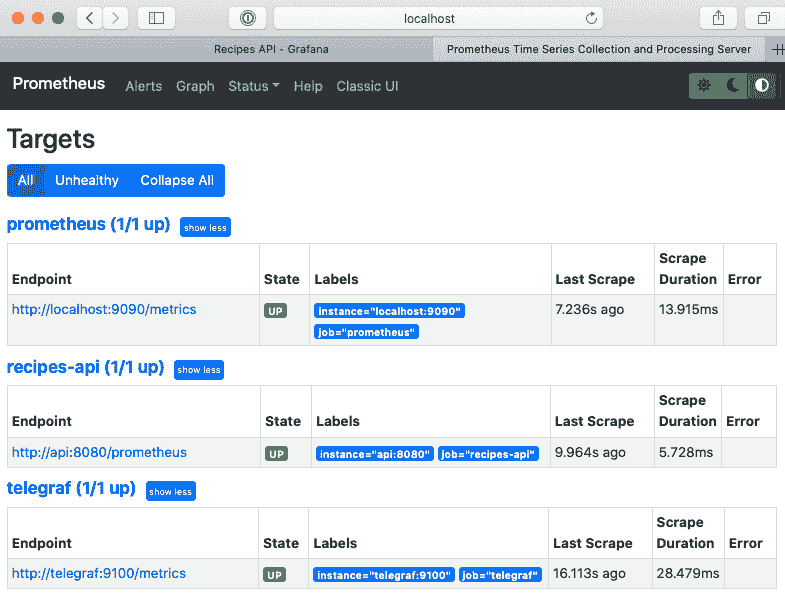 localhost
Recipes API - Grafana
Prometheus Time Series Collection and Processing Server
Prometheus Alerts Graph Status Help Classic UI
Targets
All Unhealthy Collapse All
prometheus (1/1 up) show less
Endpoint State Labels Last Scrape Scrape Duration Error
http://localhost:9090/metrics UP instance="localhost:9090" 7.236s ago 13.915ms
job="prometheus"
recipes-api (1/1 up) show less
Endpoint State Labels Last Scrape Scrape Duration Error
http://api:8080/prometheus UP instance="api:8080" job="recipes-api" 9.964s ago 5.728ms
telegraf (1/1 up) show less
Endpoint State Labels Last Scrape Scrape Duration Error
http://telegraf:9100/metrics UP instance="telegraf:9100" job="telegraf" 16.113s ago 28.479ms